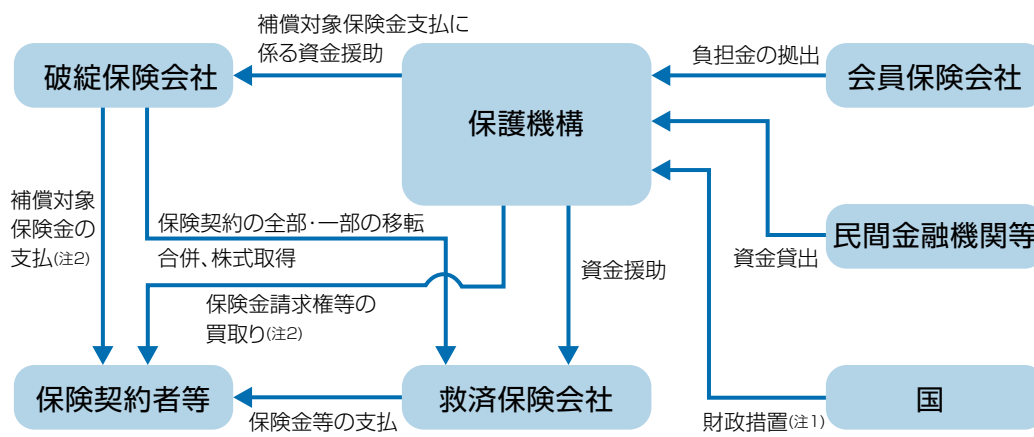 補償対象保険金支払に
係る資金援助
負担金の拠出
破綻保険会社
保護機構
会員保険会社
補償対象
保険金の
支払(注2)
保険契約の全部・一部の移転
合併、株式取得
資金援助
民間金融機関等
資金貸出
保険金請求権等の
買取り(注2)
保険契約者等
保険金等の支払
救済保険会社
財政措置(注1)
国